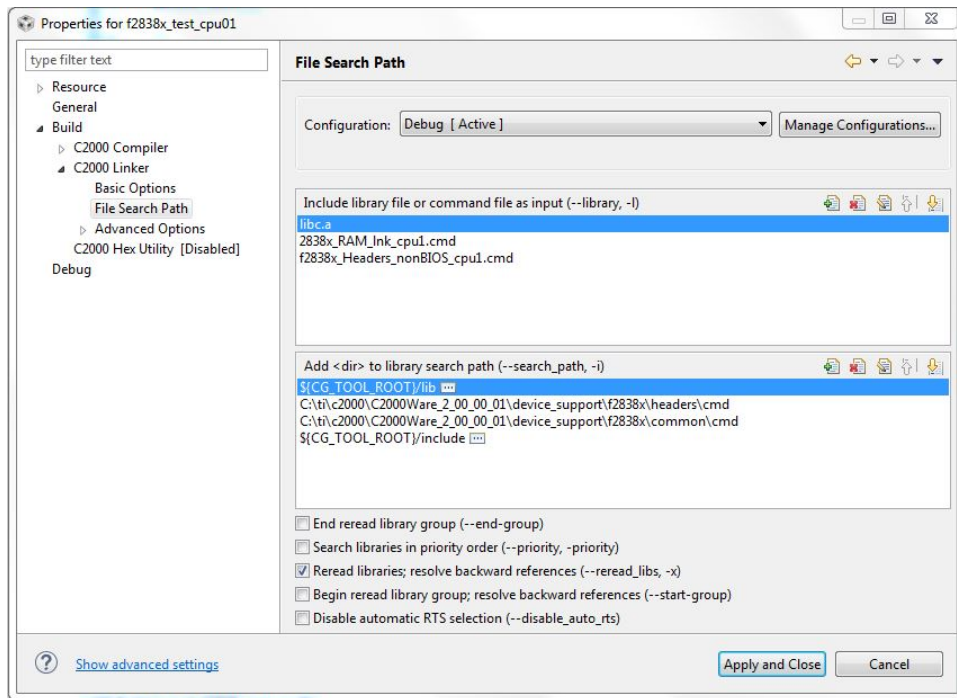 Properties for f2838x_test_cpu01
type filter text
Resource
General
Build
C2000 Compiler
C2000 Linker
Basic Options
File Search Path
Advanced Options
C2000 Hex Utility [Disabled]
Debug
File Search Path
Configuration: Debug [ Active ] Manage Configurations...
Include library file or command file as input (--library, -l)
libc.a
2838x_RAM_lnk_cpu1.cmd
f2838x_Headers_nonBIOS_cpu1.cmd
Add <dir> to library search path (--search_path, -i)
${CG_TOOL_ROOT}/lib
C:\ti\c2000\C2000Ware_2_00_00_01\device_support\f2838x\headers\cmd
C:\ti\c2000\C2000Ware_2_00_00_01\device_support\f2838x\common\cmd
${CG_TOOL_ROOT}/include
End reread library group (--end-group)
Search libraries in priority order (--priority, -priority)
Reread libraries; resolve backward references (--reread_libs, -x)
Begin reread library group; resolve backward references (--start-group)
Disable automatic RTS selection (--disable_auto_rts)
Show advanced settings
Apply and Close Cancel